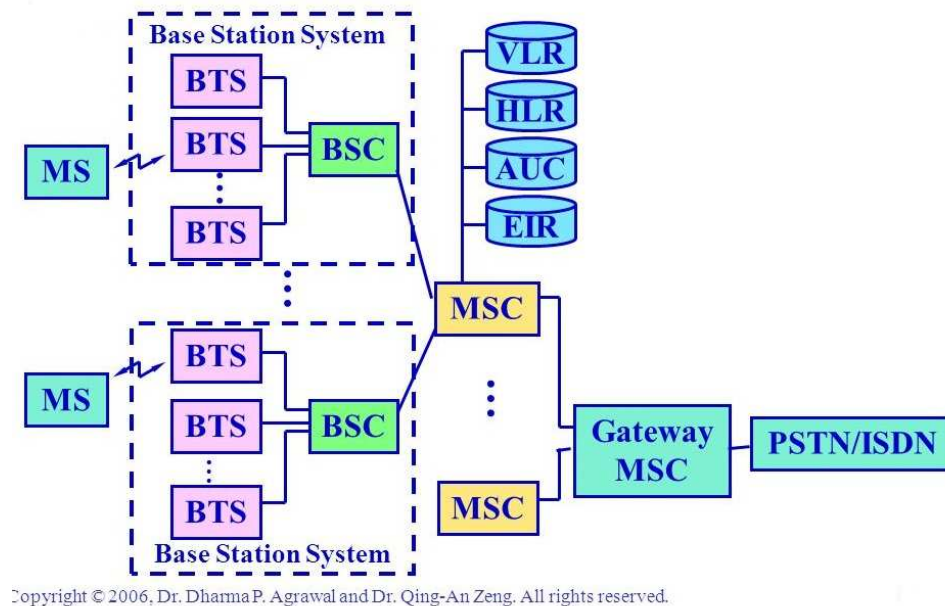 Base Station System
BTS
BTS
BTS
BSC
MS
VLR
HLR
AUC
EIR
MSC
BTS
BTS
BTS
BSC
MS
Base Station System
MSC
Gateway
MSC
PSTN/ISDN
Copyright © 2006, Dr. Dharma P. Agrawal and Dr. Qing-An Zeng. All rights reserved.